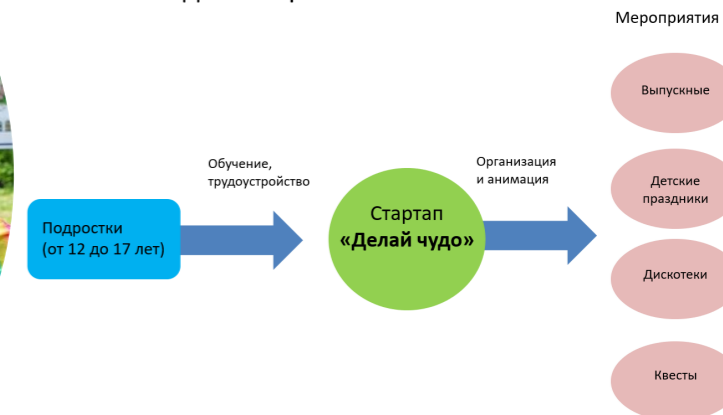 Мероприятия
Выпускные
Обучение,
трудоустройство
Организация
и анимация
Детские
праздники
Подростки
(от 12 до 17 лет)
Стартап
«Делай чудо»
Дискотеки
Квесты